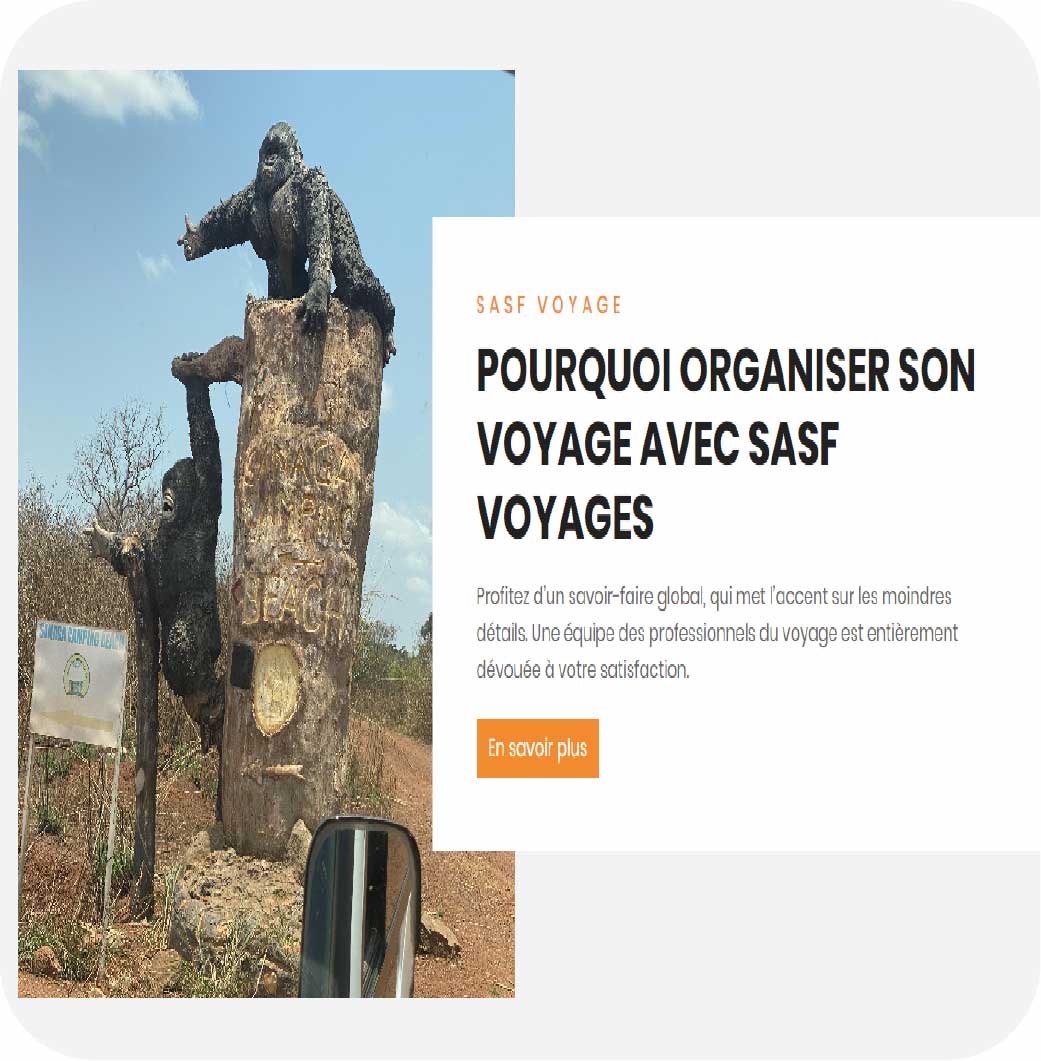 SASF VOYAGE
POURQUOI ORGANISER SON
VOYAGE AVEC SASF
VOYAGES
Profitez d'un savoir-faire global, qui met l'accent sur les moindres
détails. Une équipe des professionnels du voyage est entièrement
dévouée à votre satisfaction.
En savoir plus
CAMPING
BEACH
CAMPING BEACH